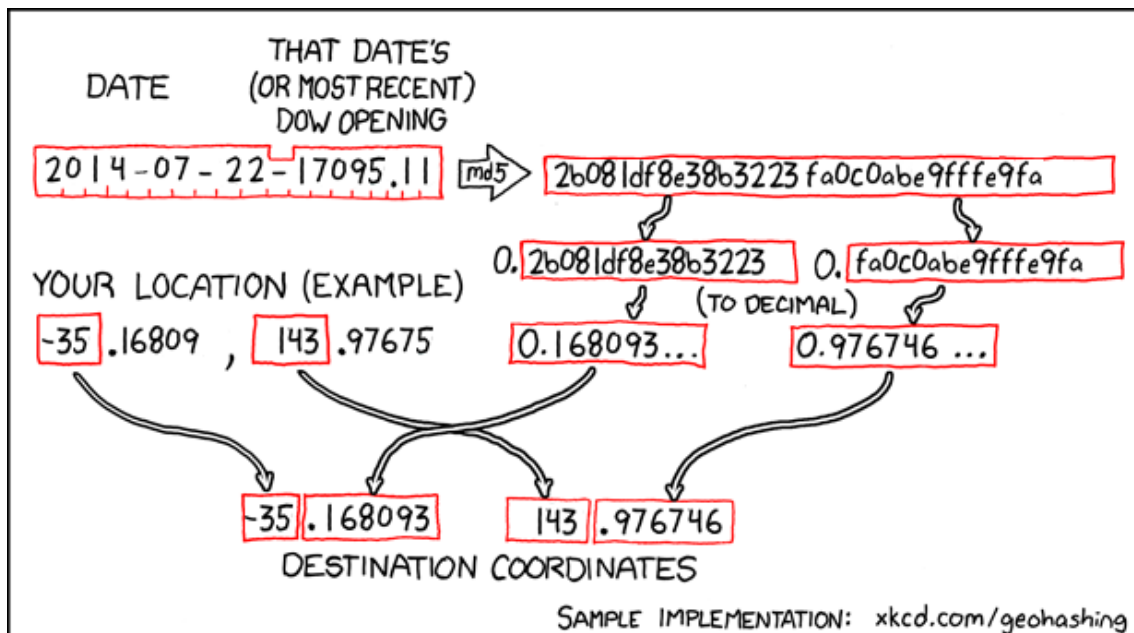 DATE
THAT DATE'S
(OR MOST RECENT)
DOW OPENING
2014-07-22-17095.11
md5
2b081df8e38b3223fa0c0abe9fffe9fa
0.2b081df8e38b3223
0.fa0c0abe9fffe9fa
(TO DECIMAL)
YOUR LOCATION (EXAMPLE)
-35.16809, 143.97675
0.168093...
0.976746...
-35.168093
143.976746
DESTINATION COORDINATES
SAMPLE IMPLEMENTATION: xkcd.com/geohashing